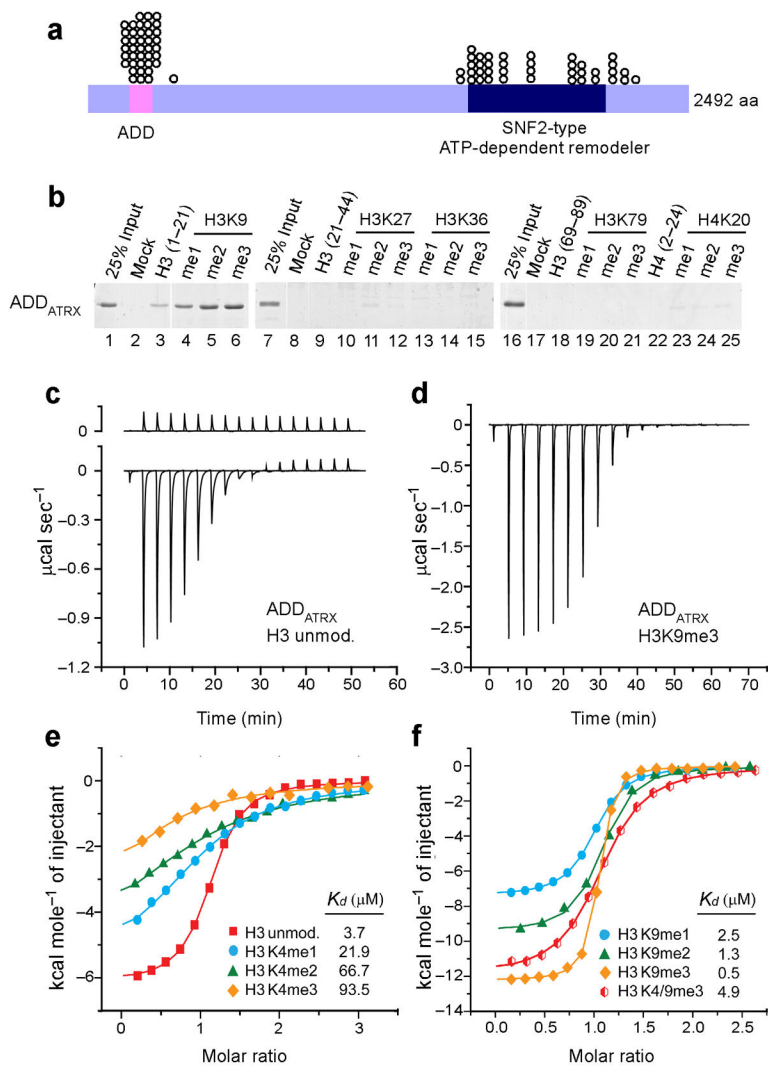 a
2492 aa
ADD
SNF2-type
ATP-dependent remodeler
b
25% Input
Mock
H3 (1–21)
H3K9
me1
me2
me3
25% Input
Mock
H3 (21–44)
H3K27
me1
me2
me3
H3K36
me1
me2
me3
25% Input
Mock
H3 (69–89)
H3K79
me1
me2
me3
H4 (2–24)
H4K20
me1
me2
me3
ADD ATRX
1 2 3 4 5 6 7 8 9 10 11 12 13 14 15 16 17 18 19 20 21 22 23 24 25
c
0
0
−0.3
−0.6
−0.9
−1.2
µcal sec−1
ADD ATRX
H3 unmod.
0 10 20 30 40 50 60
Time (min)
d
0
−0.5
−1.0
−1.5
−2.0
−2.5
−3.0
µcal sec−1
ADD ATRX
H3K9me3
0 10 20 30 40 50 60 70
Time (min)
e
0
−2
−4
−6
kcal mole−1 of injectant
Kd (µM)
H3 unmod. 3.7
H3 K4me1 21.9
H3 K4me2 66.7
H3 K4me3 93.5
0 1 2 3
Molar ratio
f
0
−2
−4
−6
−8
−10
−12
−14
kcal mole−1 of injectant
Kd (µM)
H3 K9me1 2.5
H3 K9me2 1.3
H3 K9me3 0.5
H3 K4/9me3 4.9
0.0 0.5 1.0 1.5 2.0 2.5
Molar ratio